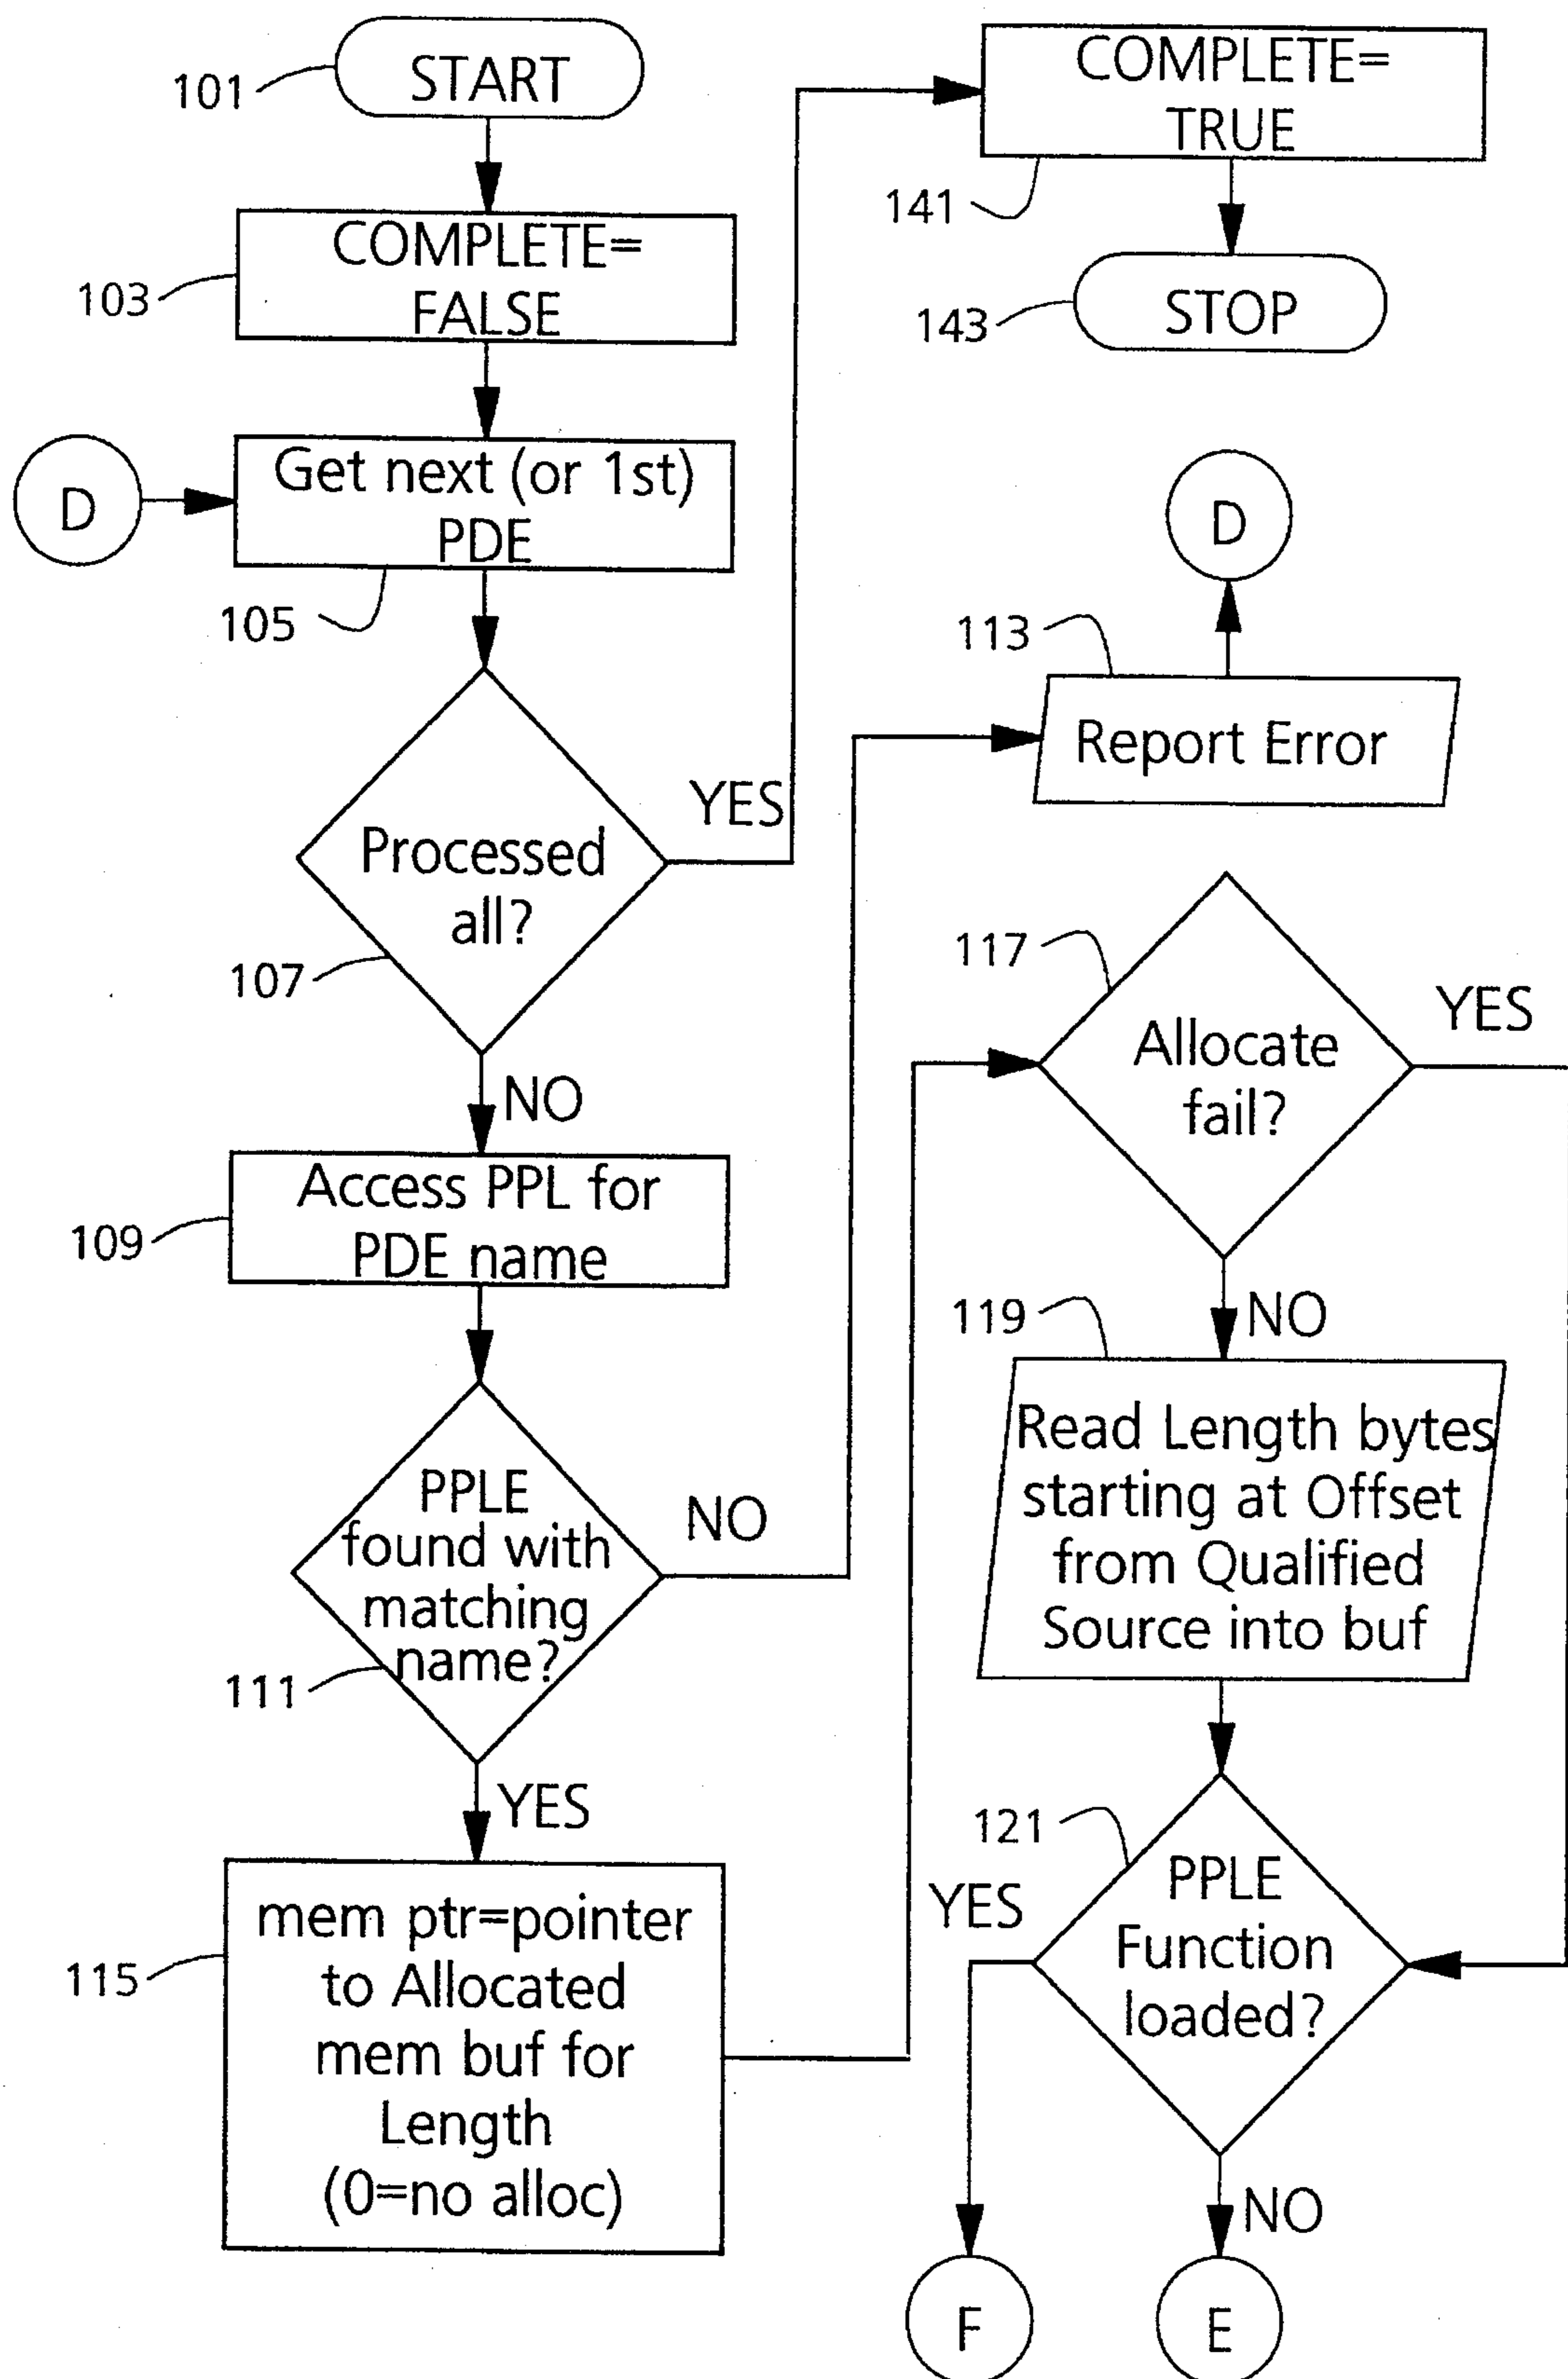 101
START
103
COMPLETE=
FALSE
D
Get next (or 1st)
PDE
105
Processed
all?
107
YES
NO
109
Access PPL for
PDE name
PPLE
found with
matching
name?
111
NO
YES
115
mem ptr=pointer
to Allocated
mem buf for
Length
(0=no alloc)
COMPLETE=
TRUE
141
STOP
143
D
113
Report Error
117
Allocate
fail?
YES
NO
119
Read Length bytes
starting at Offset
from Qualified
Source into buf
121
PPLE
Function
loaded?
YES
NO
F
E